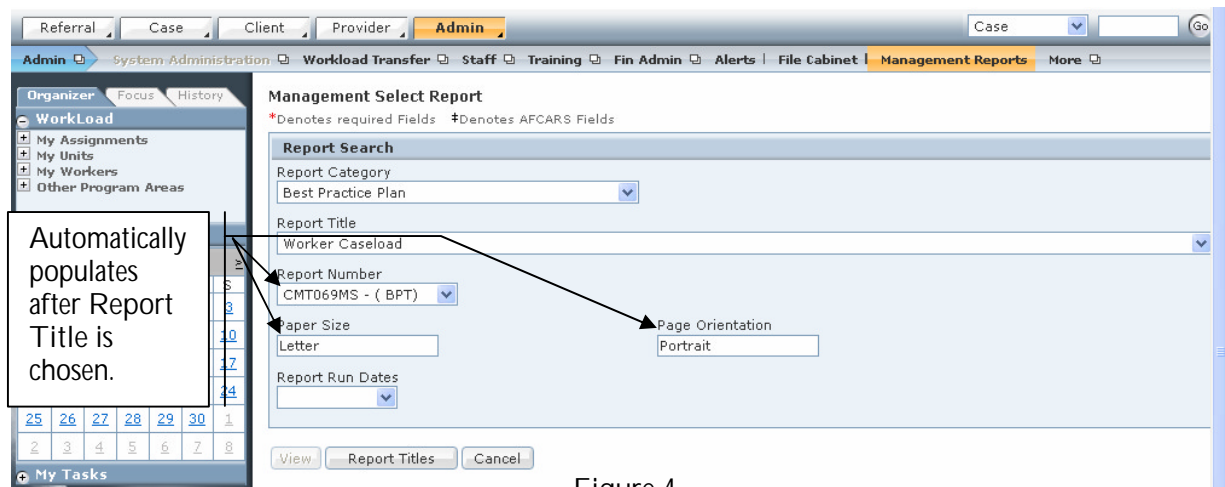 Referral Case Client Provider Admin Case Go
Admin System Administration Workload Transfer Staff Training Fin Admin Alerts | File Cabinet | Management Reports More
Organizer Focus History
WorkLoad
My Assignments
My Units
My Workers
Other Program Areas
Management Select Report
*Denotes required Fields ‡Denotes AFCARS Fields
Report Search
Report Category
Best Practice Plan
Report Title
Worker Caseload
Report Number
CMT069MS - ( BPT)
Paper Size Page Orientation
Letter Portrait
Report Run Dates
View Report Titles Cancel
Automatically
populates
after Report
Title is
chosen.
≥
S
3
10
17
24
25 26 27 28 29 30 1
2 3 4 5 6 7 8
My Tasks
Figure 4